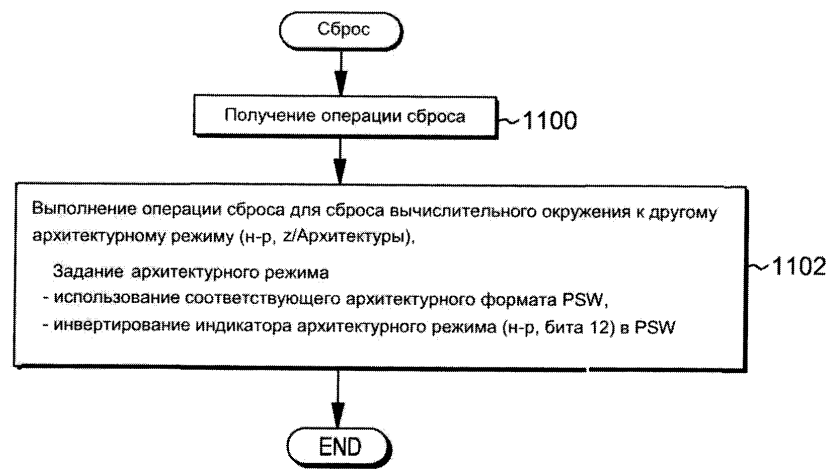 Сброс
Получение операции сброса
1100
Выполнение операции сброса для сброса вычислительного окружения к другому
архитектурному режиму (н-р, z/Архитектуры),
Задание архитектурного режима
- использование соответствующего архитектурного формата PSW,
- инвертирование индикатора архитектурного режима (н-р, бита 12) в PSW
1102
END